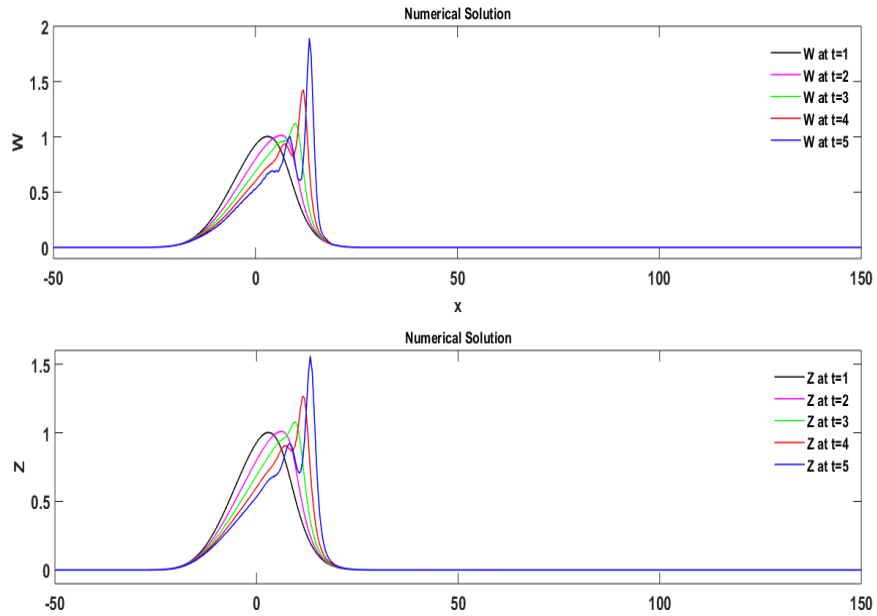 Numerical Solution
2
1.5
1
0.5
0
W
W at t=1
W at t=2
W at t=3
W at t=4
W at t=5
-50
0
50
100
150
x
Numerical Solution
1.5
1
0.5
0
Z
Z at t=1
Z at t=2
Z at t=3
Z at t=4
Z at t=5
-50
0
50
100
150